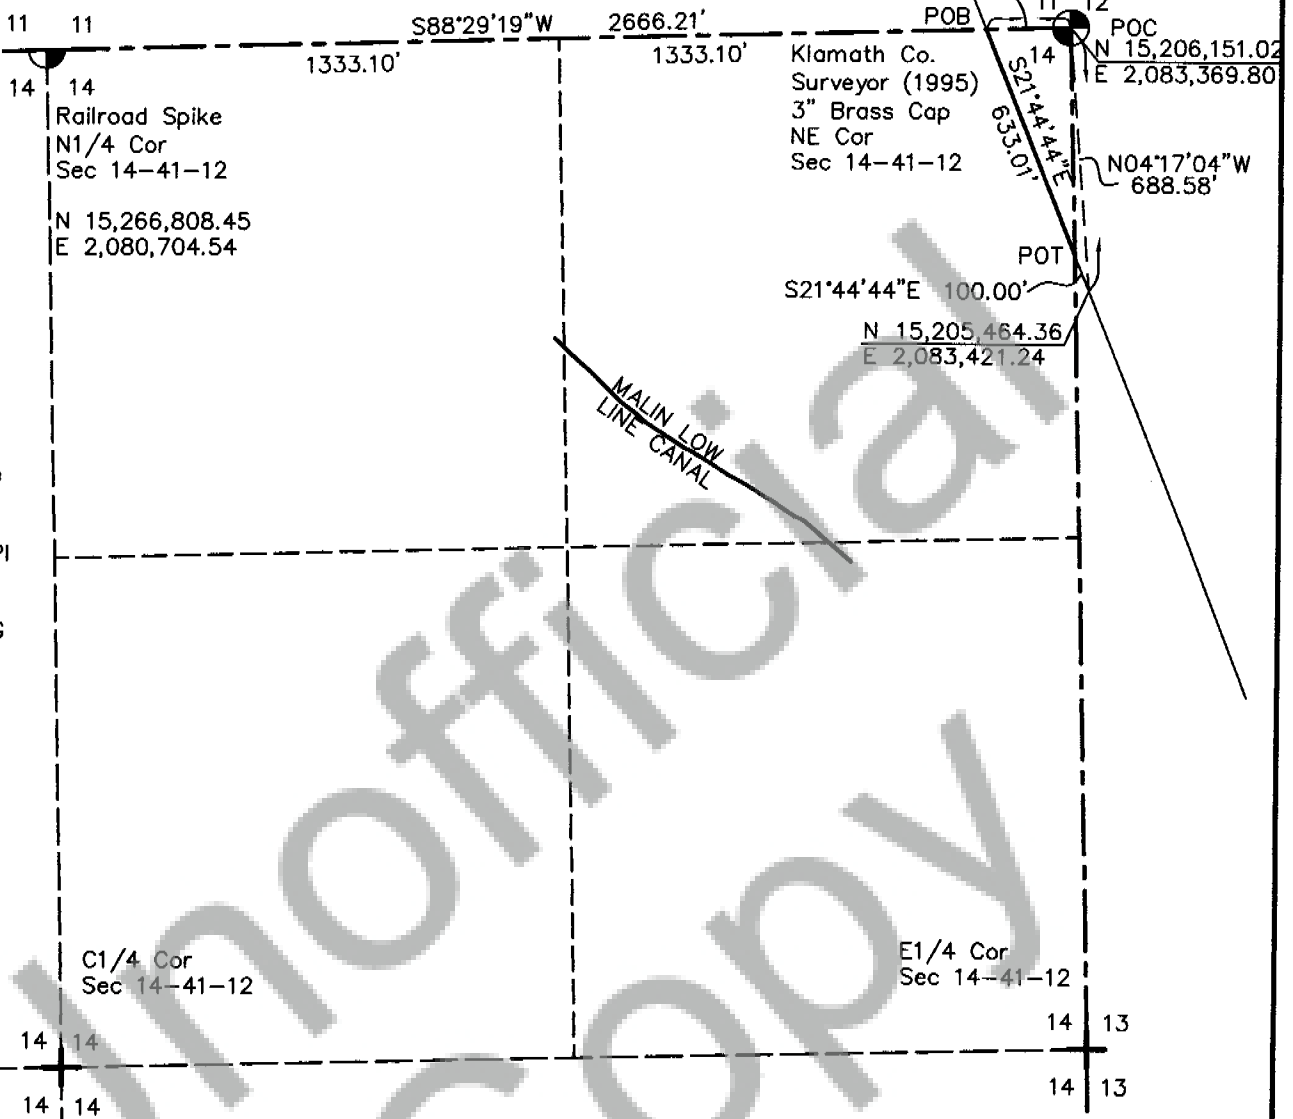 11 11
S88°29'19"W 2666.21'
POB
11 12
POC
14 14
1333.10' 1333.10'
14
N 15,206,151.02
E 2,083,369.80
Railroad Spike
N1/4 Cor
Sec 14-41-12
N 15,266,808.45
E 2,080,704.54
Klamath Co.
Surveyor (1995)
3" Brass Cap
NE Cor
Sec 14-41-12
S21°44'44"E
633.01'
N04°17'04"W
688.58'
POT
S21°44'44"E 100.00'
N 15,205,464.36
E 2,083,421.24
MALIN LOW
LINE CANAL
PI
G
C1/4 Cor
Sec 14-41-12
E1/4 Cor
Sec 14-41-12
14 14
14 13
14 14
14 13
Unofficial
Copy